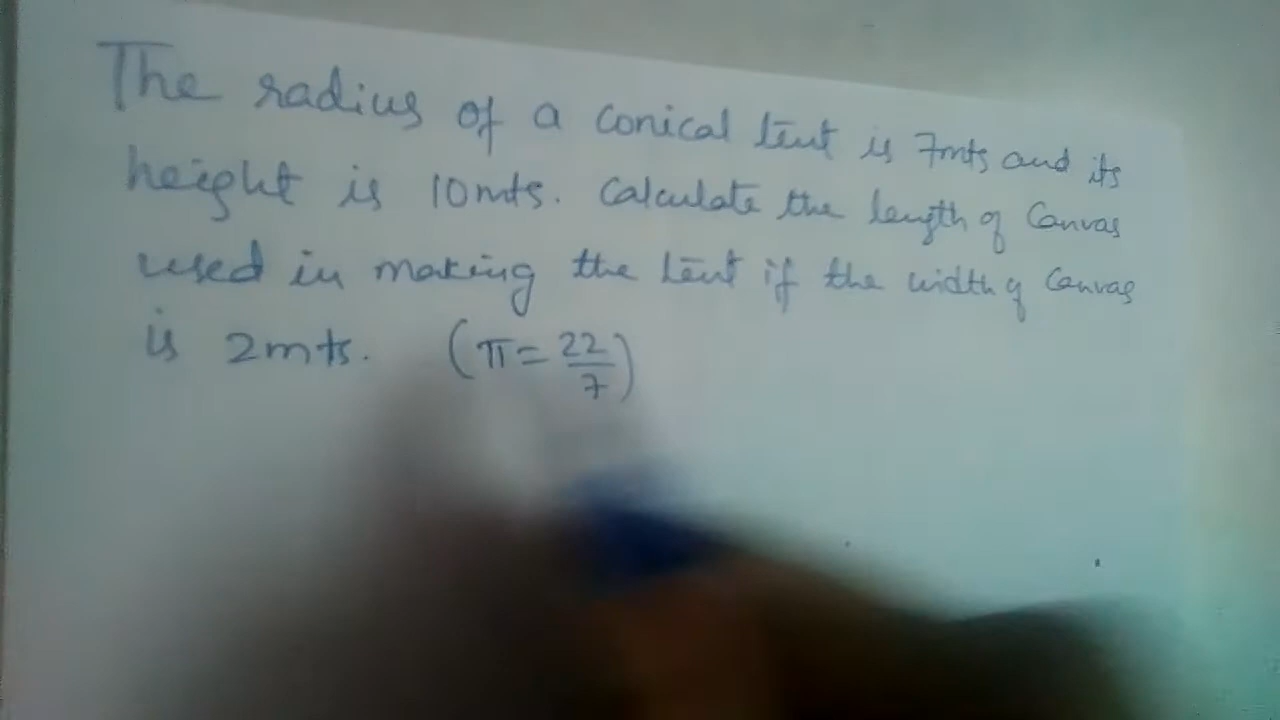 The radius of a conical tent is 7mts and its
height is 10mts. Calculate the length of Canvas
used in making the tent if the width of Canvas
is 2mts. (π = 22/7)